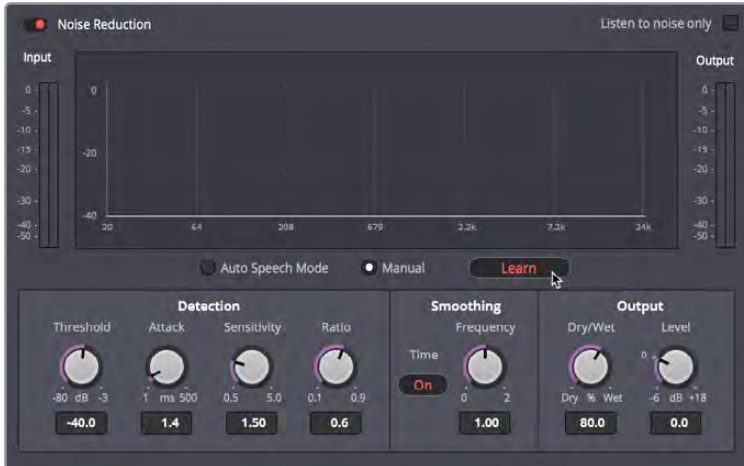 Noise Reduction
Listen to noise only
Input
Output
0
-5
-10
-15
-20
-30
-40
-50
0
-20
-40
20 64 208 679 2.2k 7.2k 24k
0
-5
-10
-15
-20
-30
-40
-50
Auto Speech Mode Manual Learn
Detection Smoothing Output
Threshold Attack Sensitivity Ratio Frequency Dry/Wet Level
Time 0
On
-80 dB -3 1 ms 500 0.5 5.0 0.1 0.9 0 2 Dry % Wet -6 dB +18
-40.0 1.4 1.50 0.6 1.00 80.0 0.0